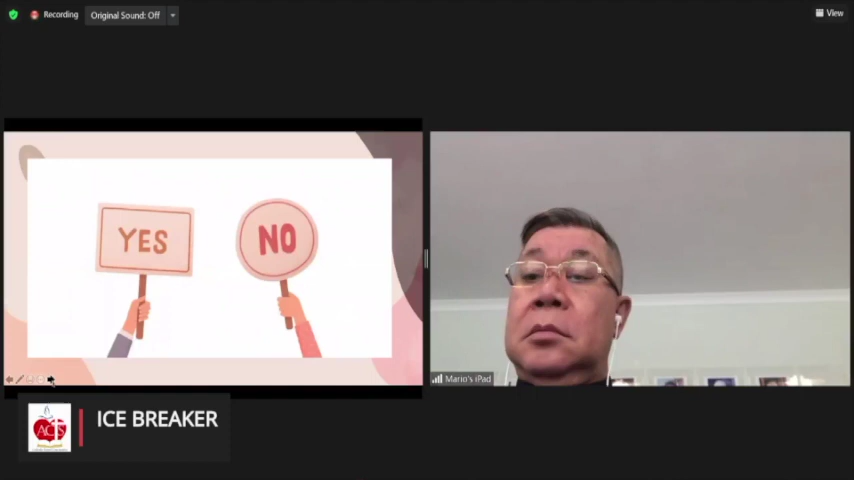 Recording
Original Sound: Off
View
YES
NO
Mario's iPad
ICE BREAKER